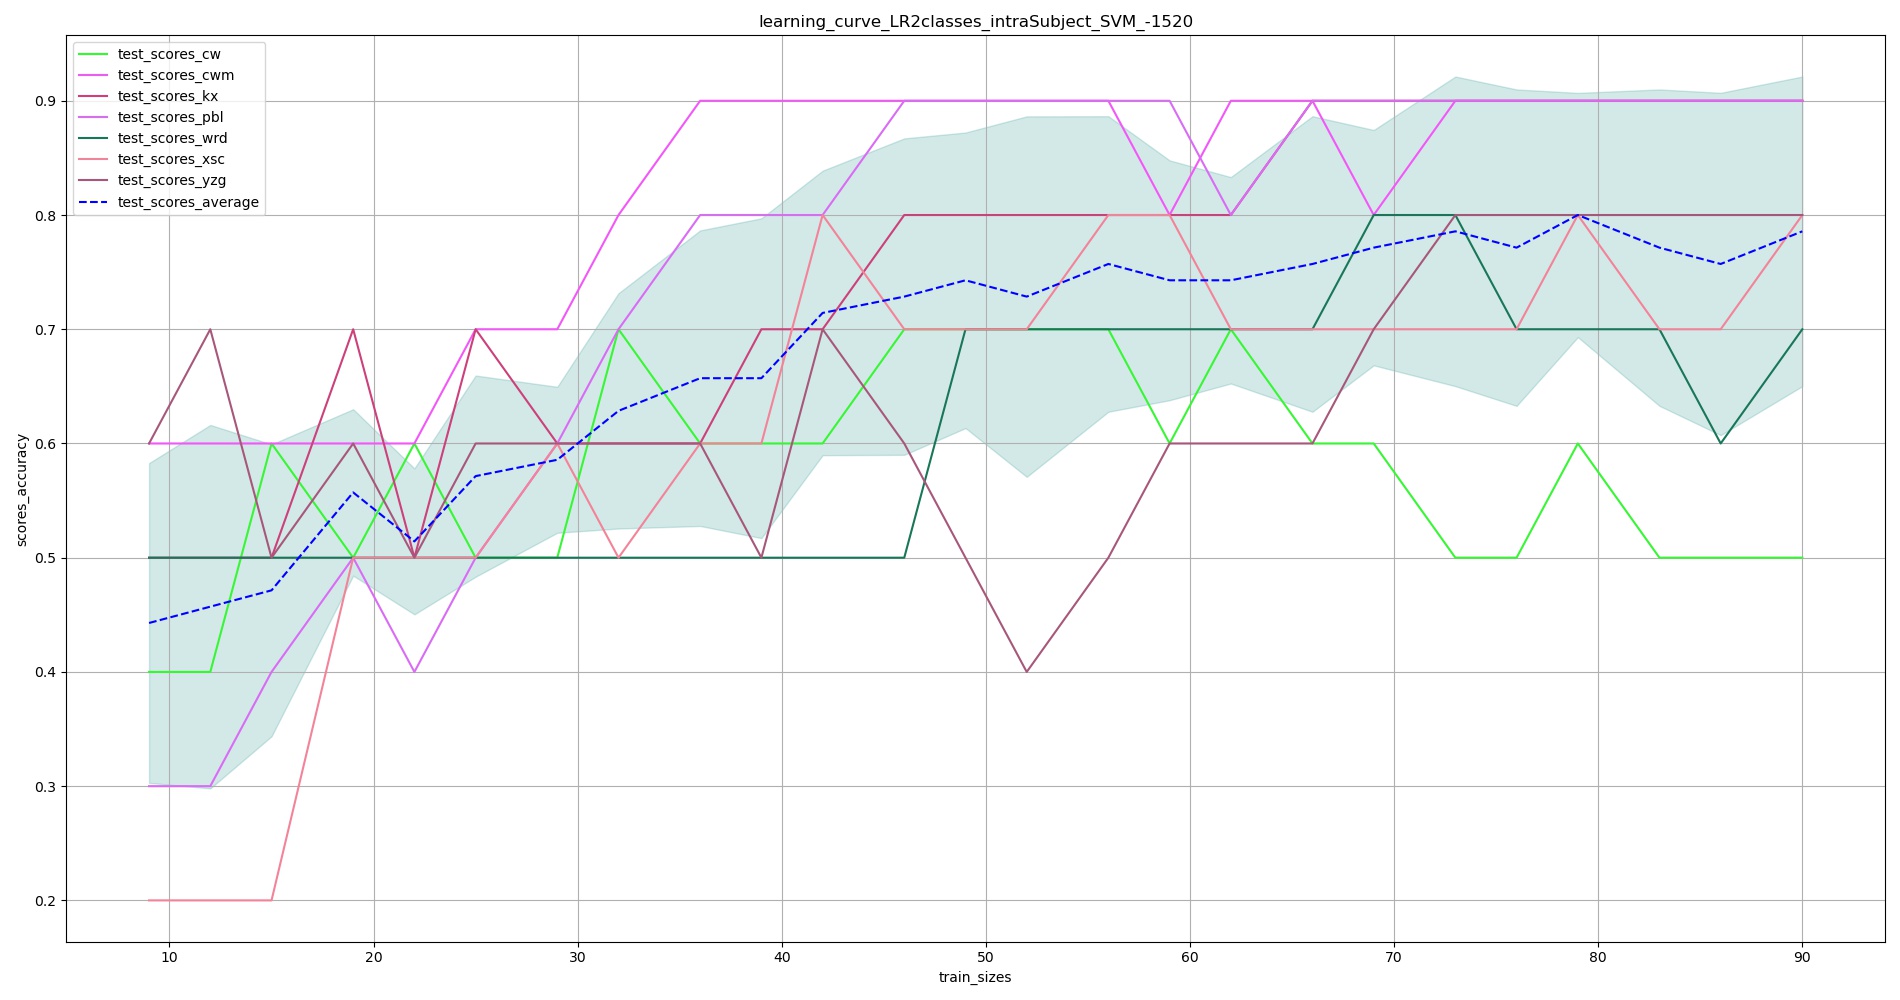 learning_curve_LR2classes_intraSubject_SVM_-1520
test_scores_cw
test_scores_cwm
test_scores_kx
test_scores_pbl
test_scores_wrd
test_scores_xsc
test_scores_yzg
test_scores_average
scores_accuracy
0.9
0.8
0.7
0.6
0.5
0.4
0.3
0.2
10 20 30 40 50 60 70 80 90
train_sizes